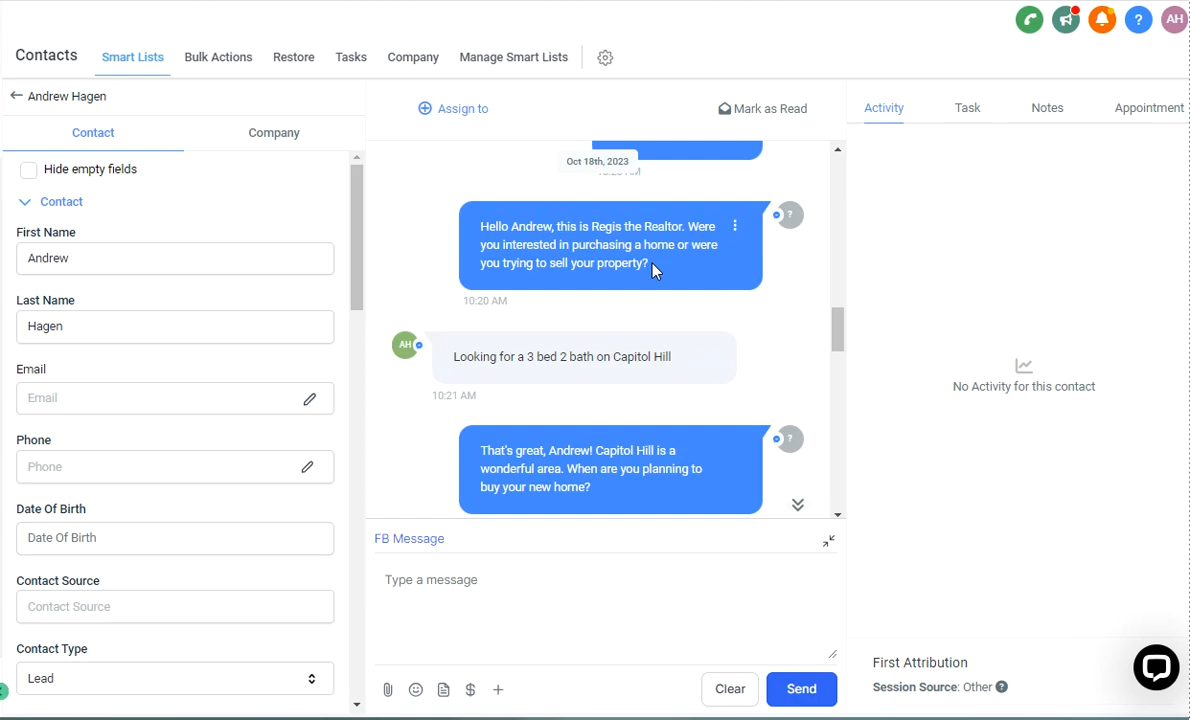 Contacts Smart Lists Bulk Actions Restore Tasks Company Manage Smart Lists
? AH
Andrew Hagen
Contact Company
Hide empty fields
Contact
First Name
Andrew
Last Name
Hagen
Email
Email
Phone
Phone
Date Of Birth
Date Of Birth
Contact Source
Contact Source
Contact Type
Lead
Assign to
Mark as Read
Oct 18th, 2023
Hello Andrew, this is Regis the Realtor. Were
you interested in purchasing a home or were
you trying to sell your property?
?
10:20 AM
AH
Looking for a 3 bed 2 bath on Capitol Hill
10:21 AM
That's great, Andrew! Capitol Hill is a
wonderful area. When are you planning to
buy your new home?
?
FB Message
Type a message
$ +
Clear
Send
Activity Task Notes Appointment
No Activity for this contact
First Attribution
Session Source: Other ?